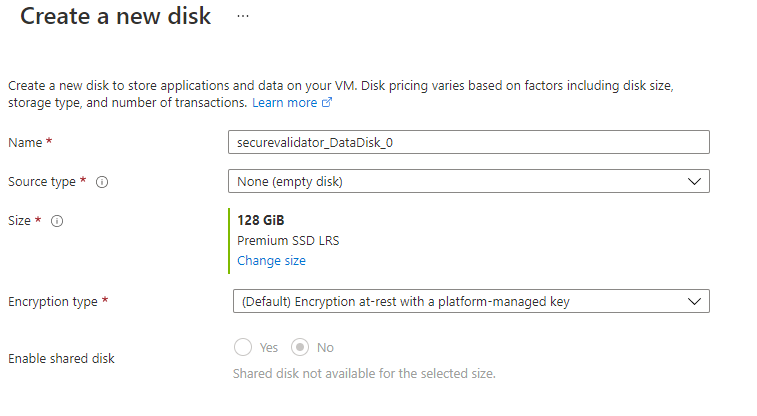 Create a new disk ...
Create a new disk to store applications and data on your VM. Disk pricing varies based on factors including disk size,
storage type, and number of transactions. Learn more
Name * securevalidator_DataDisk_0
Source type * None (empty disk)
Size * 128 GiB
Premium SSD LRS
Change size
Encryption type * (Default) Encryption at-rest with a platform-managed key
Enable shared disk Yes No
Shared disk not available for the selected size.